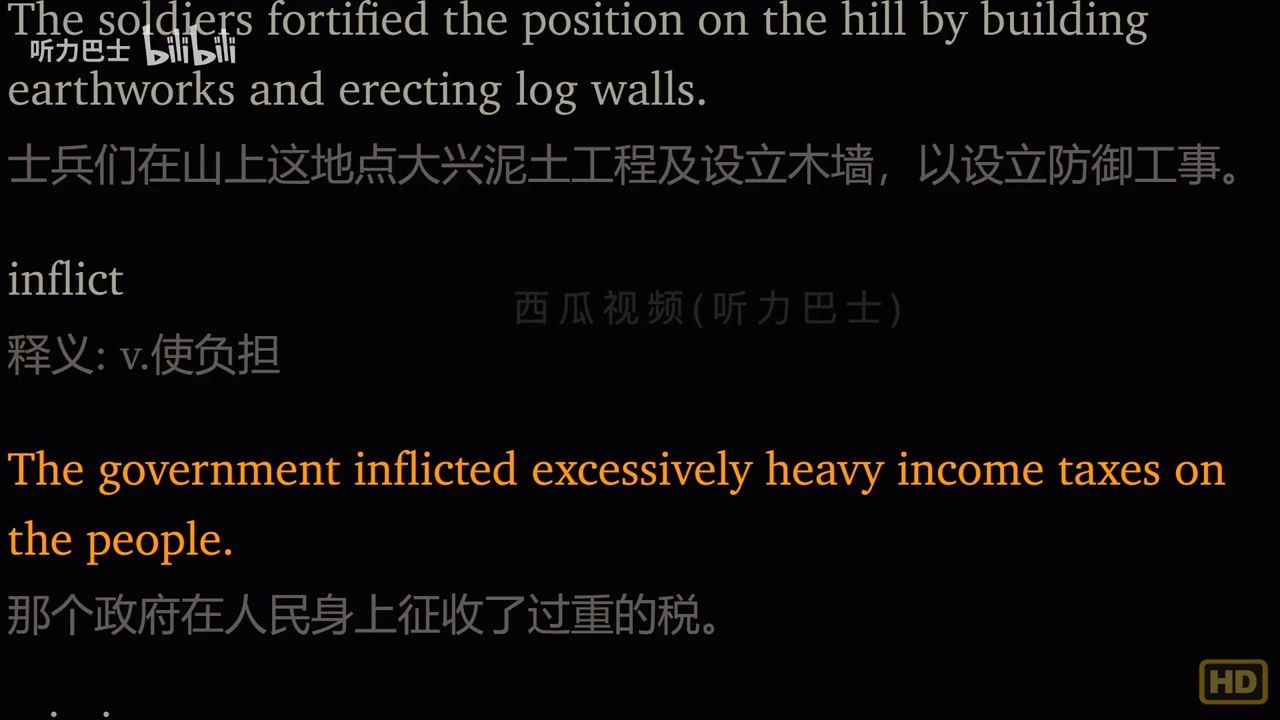 The soldiers fortified the position on the hill by building
听力巴士 bilibili
earthworks and erecting log walls.
士兵们在山上这地点大兴泥土工程及设立木墙，以设立防御工事。
inflict
西瓜视频(听力巴士)
释义: v.使负担
The government inflicted excessively heavy income taxes on
the people.
那个政府在人民身上征收了过重的税。
HD